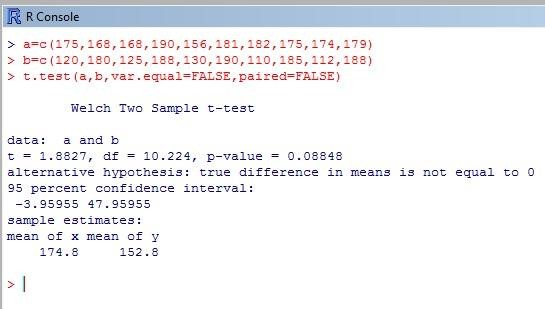 R R Console
> a=c(175,168,168,190,156,181,182,175,174,179)
> b=c(120,180,125,188,130,190,110,185,112,188)
> t.test(a,b,var.equal=FALSE,paired=FALSE)
Welch Two Sample t-test
data:  a and b
t = 1.8827, df = 10.224, p-value = 0.08848
alternative hypothesis: true difference in means is not equal to 0
95 percent confidence interval:
-3.95955 47.95955
sample estimates:
mean of x mean of y
174.8     152.8
> |